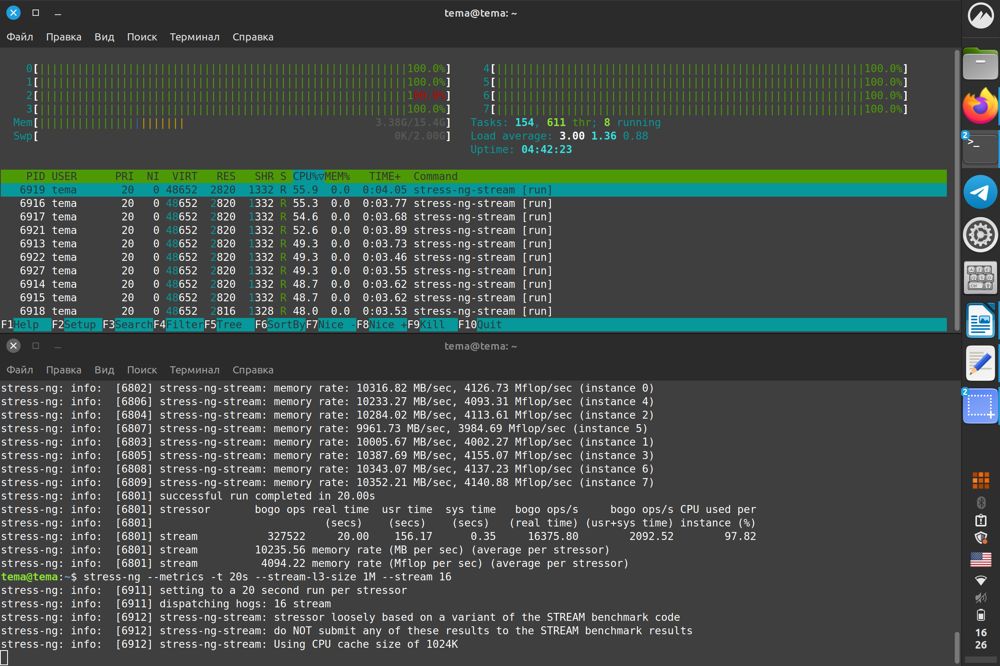 tema@tema: ~
Файл Правка Вид Поиск Терминал Справка
0[100.0%] 4[100.0%]
1[100.0%] 5[100.0%]
2[100.0%] 6[100.0%]
3[100.0%] 7[100.0%]
Mem[3.38G/15.4G] Tasks: 154, 611 thr; 8 running
Swp[0K/2.00G] Load average: 3.00 1.36 0.88
Uptime: 04:42:23
PID USER PRI NI VIRT RES SHR S CPU%▽MEM% TIME+ Command
6919 tema 20 0 48652 2820 1332 R 55.9 0.0 0:04.05 stress-ng-stream [run]
6916 tema 20 0 48652 2820 1332 R 55.3 0.0 0:03.77 stress-ng-stream [run]
6917 tema 20 0 48652 2820 1332 R 54.6 0.0 0:03.68 stress-ng-stream [run]
6921 tema 20 0 48652 2820 1332 R 52.6 0.0 0:03.89 stress-ng-stream [run]
6913 tema 20 0 48652 2820 1332 R 49.3 0.0 0:03.73 stress-ng-stream [run]
6922 tema 20 0 48652 2820 1332 R 49.3 0.0 0:03.46 stress-ng-stream [run]
6927 tema 20 0 48652 2820 1332 R 49.3 0.0 0:03.55 stress-ng-stream [run]
6914 tema 20 0 48652 2820 1332 R 48.7 0.0 0:03.62 stress-ng-stream [run]
6915 tema 20 0 48652 2820 1332 R 48.7 0.0 0:03.62 stress-ng-stream [run]
6918 tema 20 0 48652 2816 1328 R 48.0 0.0 0:03.53 stress-ng-stream [run]
F1Help F2Setup F3SearchF4FilterF5Tree F6SortByF7Nice -F8Nice +F9Kill F10Quit
tema@tema: ~
Файл Правка Вид Поиск Терминал Справка
stress-ng: info: [6802] stress-ng-stream: memory rate: 10316.82 MB/sec, 4126.73 Mflop/sec (instance 0)
stress-ng: info: [6806] stress-ng-stream: memory rate: 10233.27 MB/sec, 4093.31 Mflop/sec (instance 4)
stress-ng: info: [6804] stress-ng-stream: memory rate: 10284.02 MB/sec, 4113.61 Mflop/sec (instance 2)
stress-ng: info: [6807] stress-ng-stream: memory rate: 9961.73 MB/sec, 3984.69 Mflop/sec (instance 5)
stress-ng: info: [6803] stress-ng-stream: memory rate: 10005.67 MB/sec, 4002.27 Mflop/sec (instance 1)
stress-ng: info: [6805] stress-ng-stream: memory rate: 10387.69 MB/sec, 4155.07 Mflop/sec (instance 3)
stress-ng: info: [6808] stress-ng-stream: memory rate: 10343.07 MB/sec, 4137.23 Mflop/sec (instance 6)
stress-ng: info: [6809] stress-ng-stream: memory rate: 10352.21 MB/sec, 4140.88 Mflop/sec (instance 7)
stress-ng: info: [6801] successful run completed in 20.00s
stress-ng: info: [6801] stressor bogo ops real time usr time sys time bogo ops/s bogo ops/s CPU used per
stress-ng: info: [6801] (secs) (secs) (secs) (real time) (usr+sys time) instance (%)
stress-ng: info: [6801] stream 327522 20.00 156.17 0.35 16375.80 2092.52 97.82
stress-ng: info: [6801] stream 10235.56 memory rate (MB per sec) (average per stressor)
stress-ng: info: [6801] stream 4094.22 memory rate (Mflop per sec) (average per stressor)
tema@tema:~$ stress-ng --metrics -t 20s --stream-l3-size 1M --stream 16
stress-ng: info: [6911] setting to a 20 second run per stressor
stress-ng: info: [6911] dispatching hogs: 16 stream
stress-ng: info: [6912] stress-ng-stream: stressor loosely based on a variant of the STREAM benchmark code
stress-ng: info: [6912] stress-ng-stream: do NOT submit any of these results to the STREAM benchmark results
stress-ng: info: [6912] stress-ng-stream: Using CPU cache size of 1024K
2
>_
A Z E
Q S D
Ctrl
2
16
26